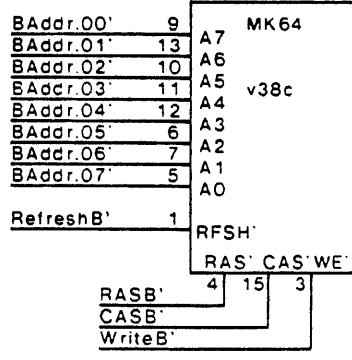 BAddr.00' 9 A7 MK64
BAddr.01' 13 A6
BAddr.02' 10 A5 v38c
BAddr.03' 11 A4
BAddr.04' 12 A3
BAddr.05' 6 A2
BAddr.06' 7 A1
BAddr.07' 5 A0
RefreshB' 1 RFSH'
RAS' CAS' WE'
4 15 3
RASB'
CASB'
WriteB'